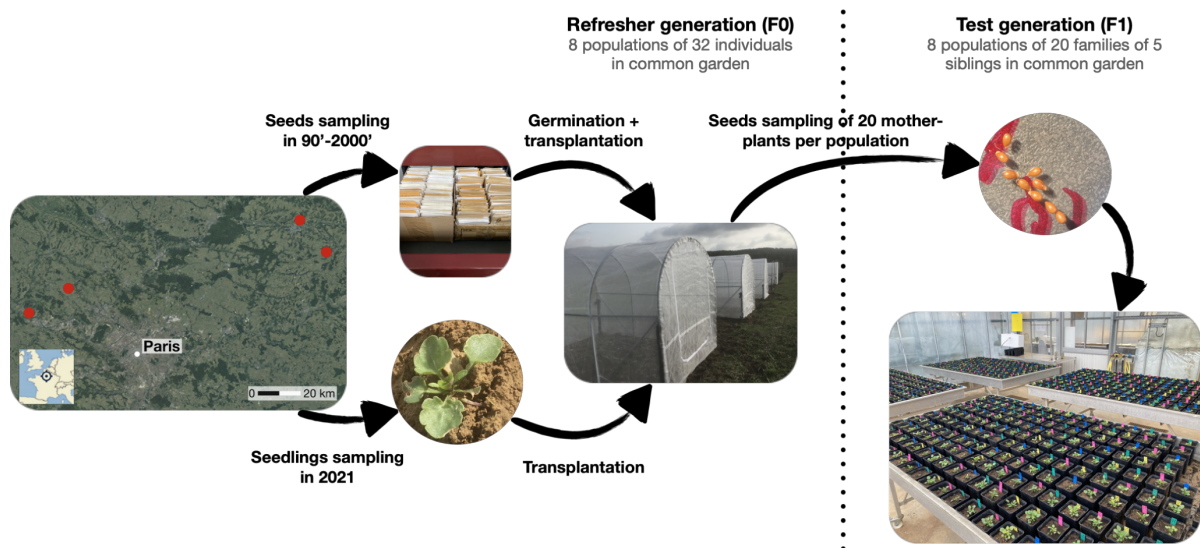 Refresher generation (F0)
8 populations of 32 individuals
in common garden
Test generation (F1)
8 populations of 20 families of 5
siblings in common garden
Seeds sampling
in 90’-2000’
Germination +
transplantation
Seeds sampling of 20 mother-
plants per population
Paris
0
20 km
Seedlings sampling
in 2021
Transplantation